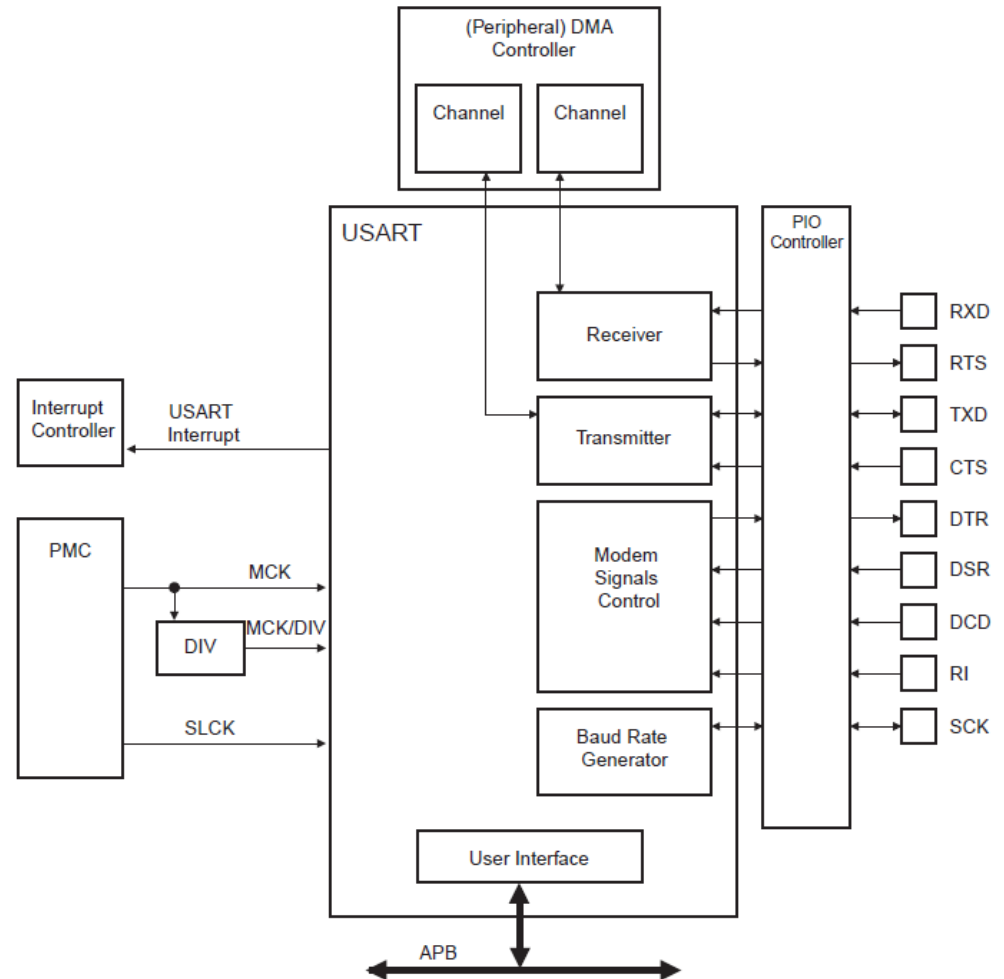 (Peripheral) DMA
Controller
Channel
Channel
USART
PIO
Controller
Receiver
RXD
RTS
Interrupt
Controller
USART
Interrupt
Transmitter
TXD
CTS
PMC
MCK
DIV
MCK/DIV
SLCK
Modem
Signals
Control
DTR
DSR
DCD
RI
Baud Rate
Generator
SCK
User Interface
APB